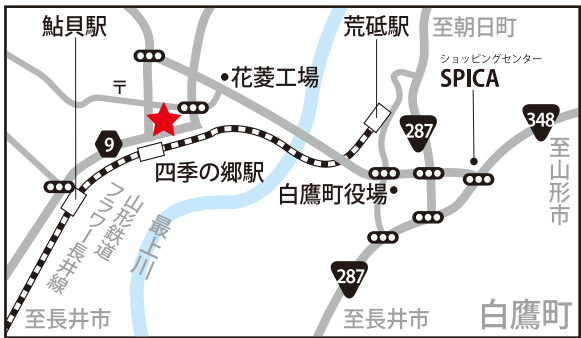 鮎貝駅
荒砥駅
至朝日町
ショッピングセンター
SPICA
〒
花菱工場
348
287
9
四季の郷駅
至山形市
白鷹町役場
山形鉄道
フラワー長井線
最上川
287
至長井市
至長井市
白鷹町